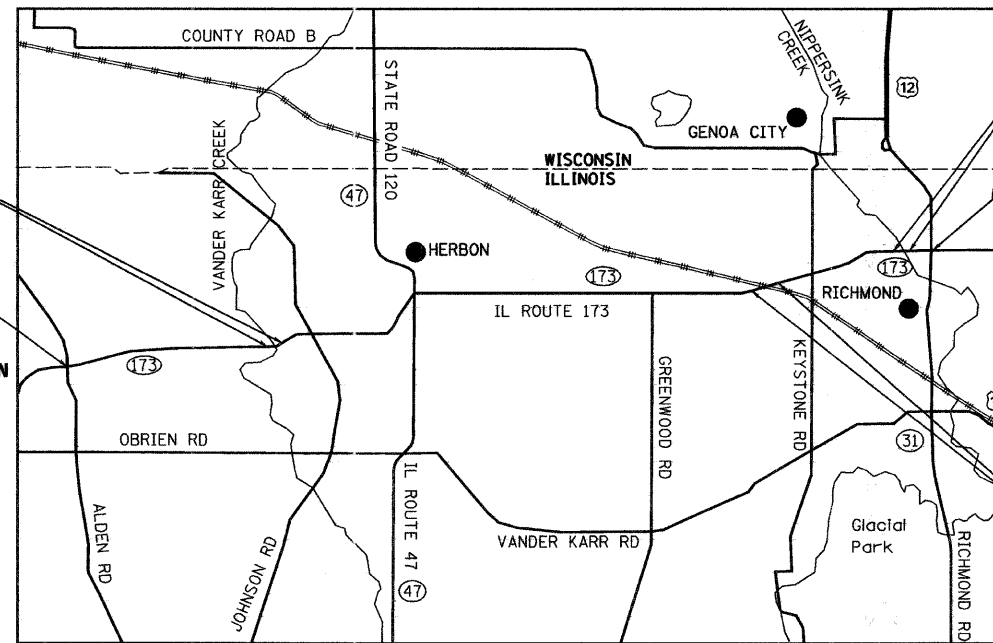 COUNTY ROAD B
STATE ROAD 120
NIPPERSINK
CREEK
12
GENOA CITY
VANDER KARR CREEK
WISCONSIN
ILLINOIS
47
HERBON
173
173
RICHMOND
IL ROUTE 173
173
N
GREENWOOD RD
KEYSTONE RD
OBRIEN RD
31
IL ROUTE 47
ALDEN RD
JOHNSON RD
VANDER KARR RD
Glacial
Park
RICHMOND RD
47